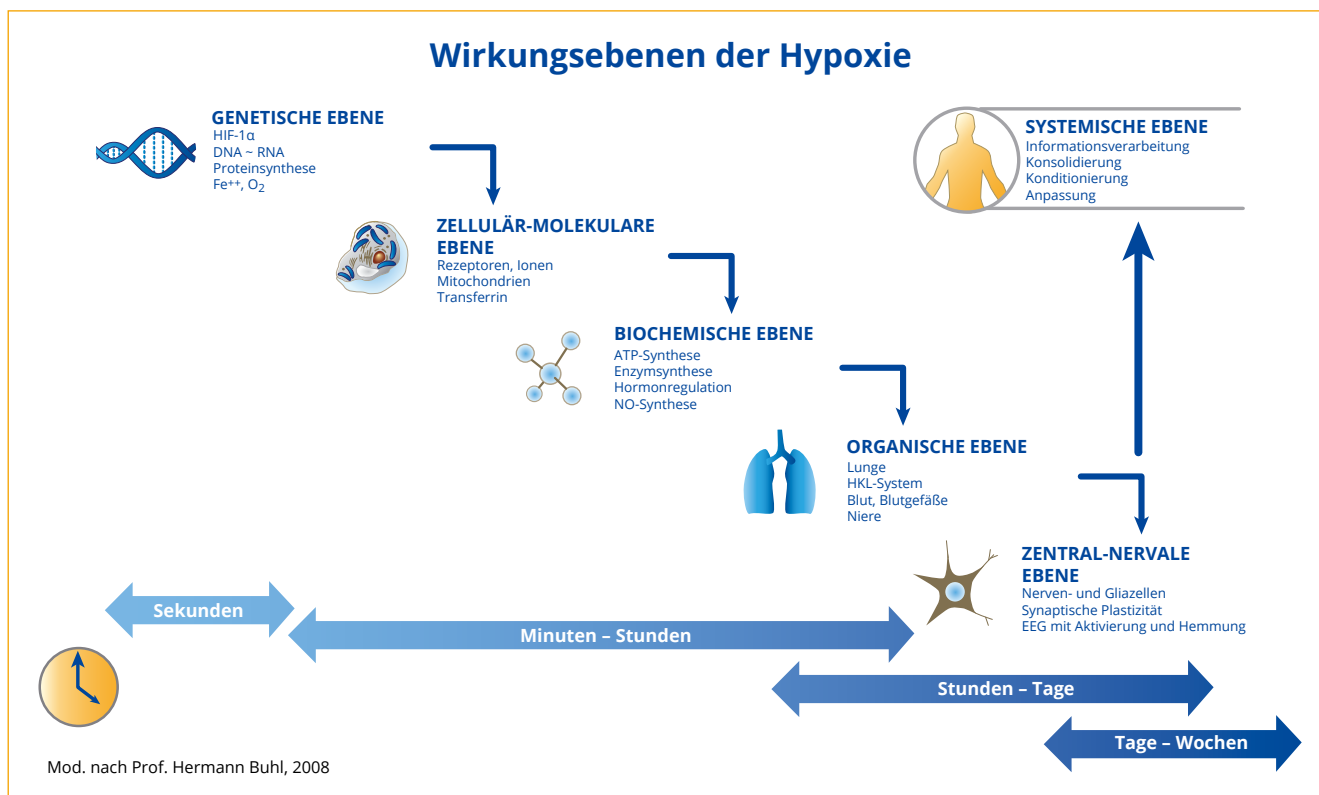 Wirkungsebenen der Hypoxie
GENETISCHE EBENE
HIF-1α
DNA ~ RNA
Proteinsynthese
Fe⁺⁺, O₂
SYSTEMISCHE EBENE
Informationsverarbeitung
Konsolidierung
Konditionierung
Anpassung
ZELLULÄR-MOLEKULARE
EBENE
Rezeptoren, Ionen
Mitochondrien
Transferrin
BIOCHEMISCHE EBENE
ATP-Synthese
Enzymsynthese
Hormonregulation
NO-Synthese
ORGANISCHE EBENE
Lunge
HKL-System
Blut, Blutgefäße
Niere
ZENTRAL-NERVALE
EBENE
Nerven- und Gliazellen
Synaptische Plastizität
EEG mit Aktivierung und Hemmung
Sekunden
Minuten – Stunden
Stunden – Tage
Tage – Wochen
Mod. nach Prof. Hermann Buhl, 2008